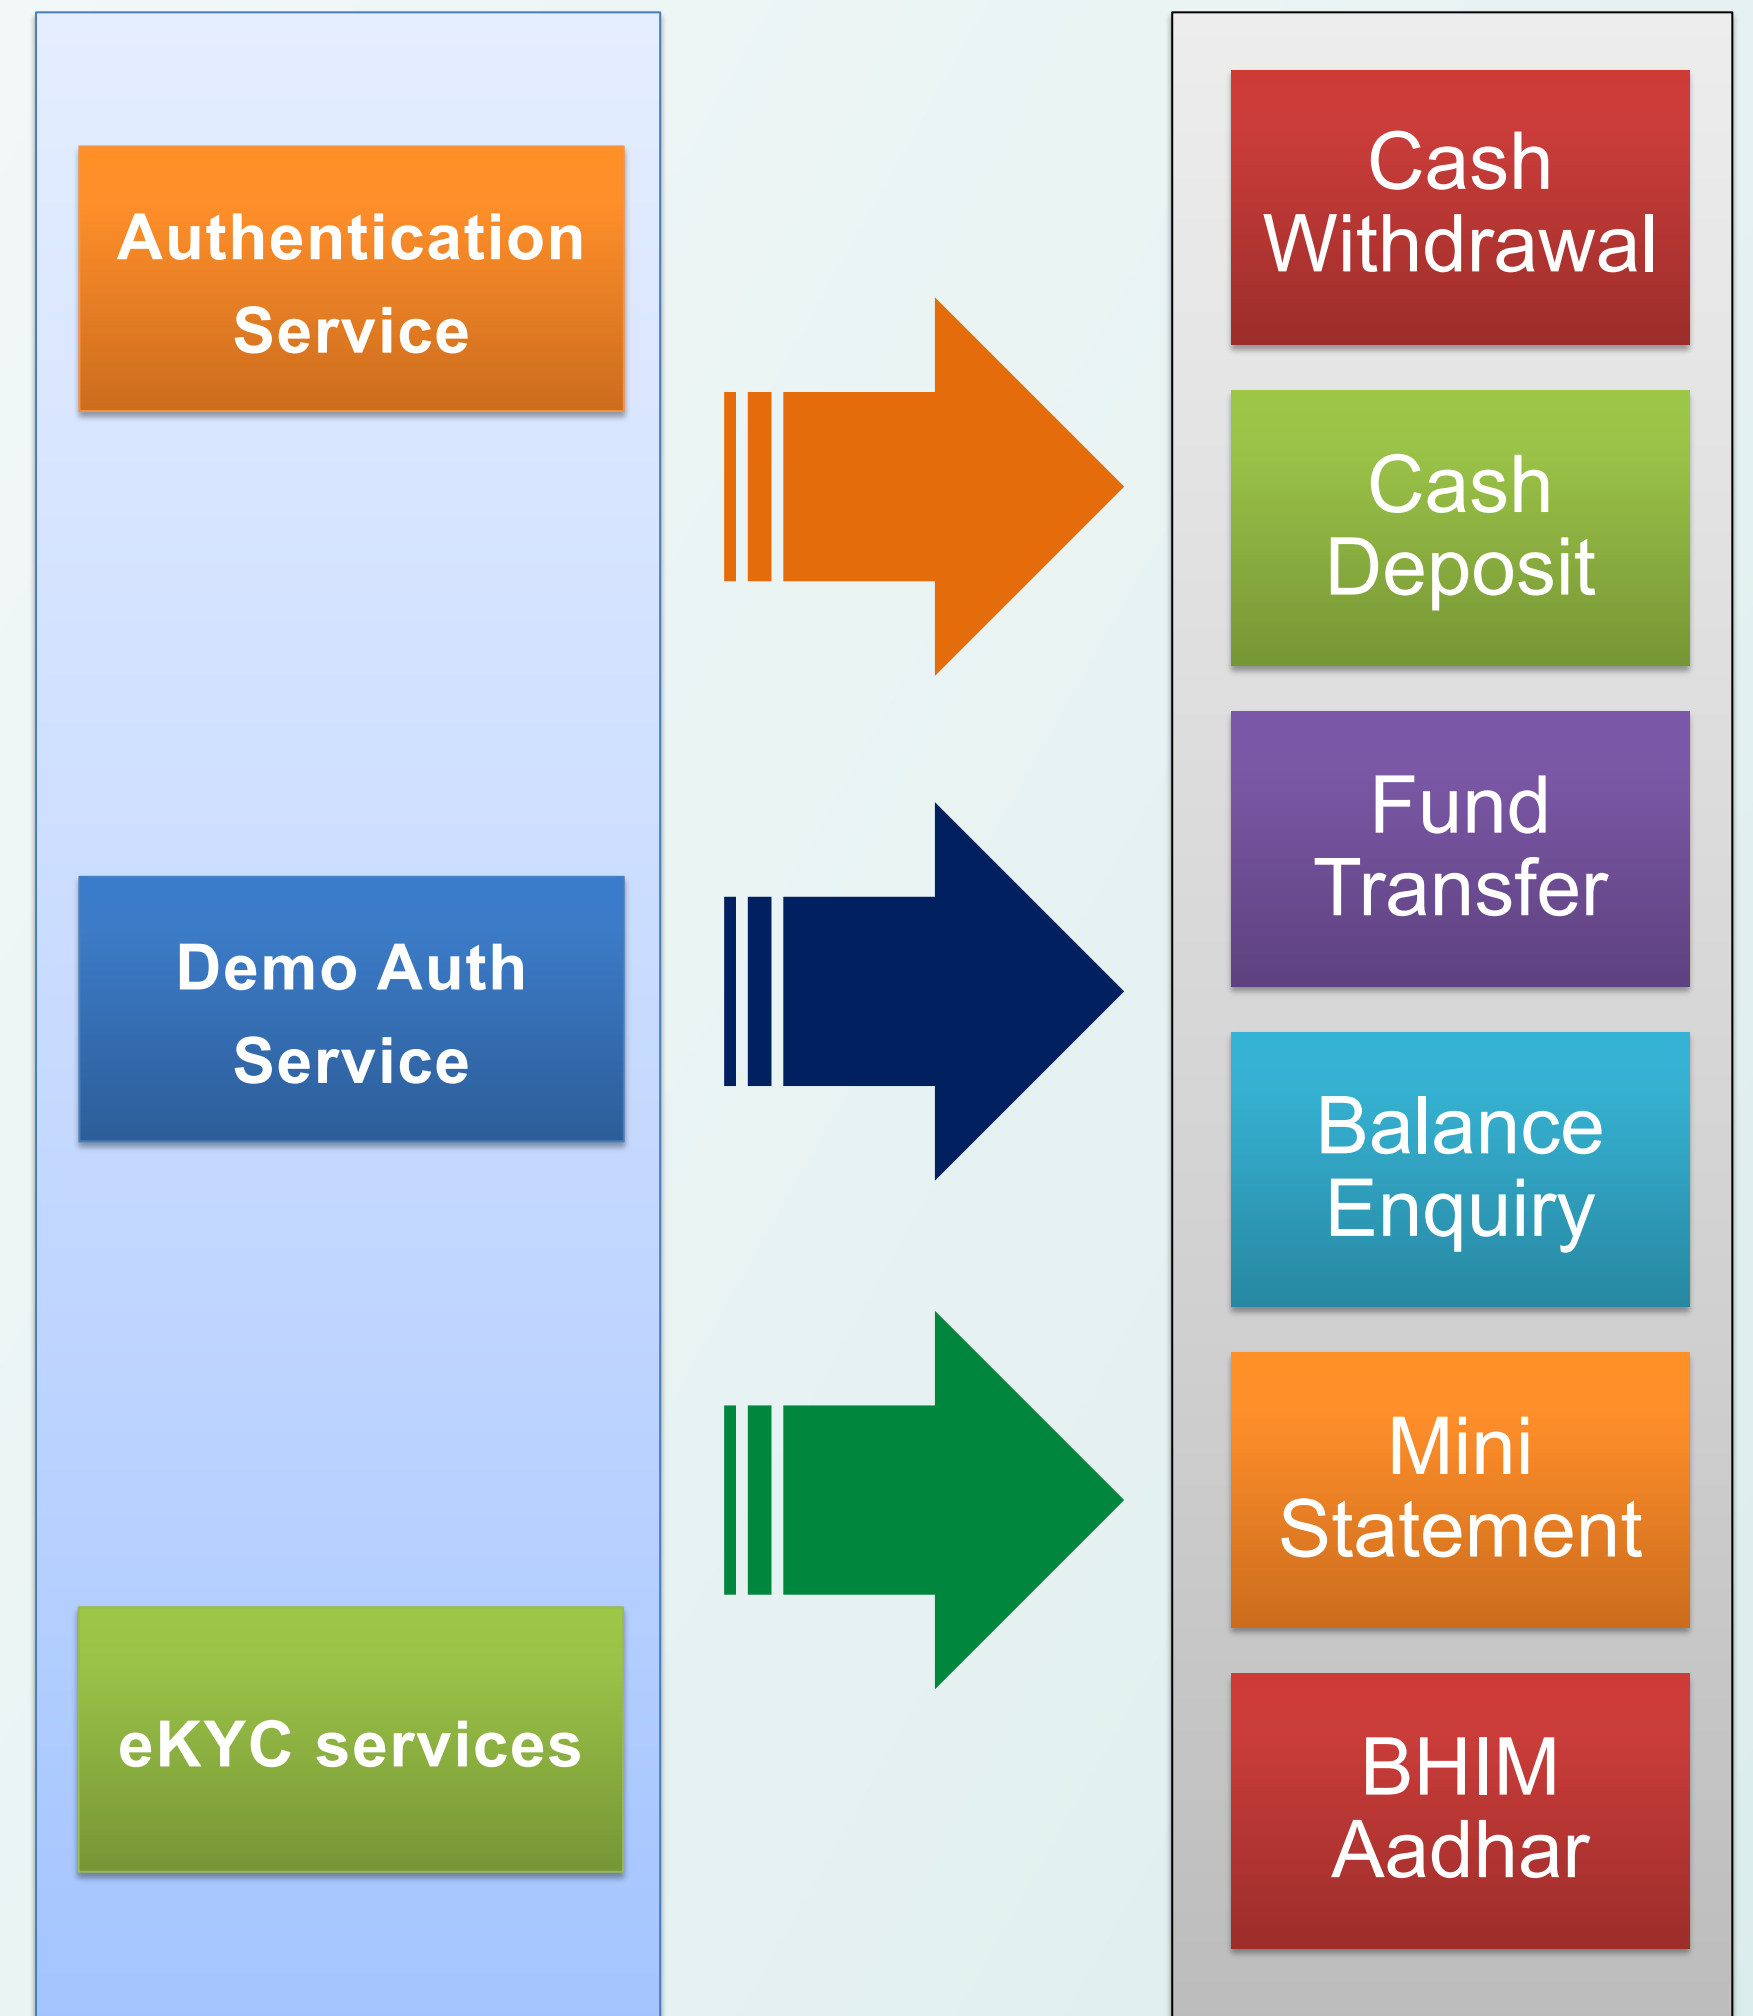 Authentication
Service
Demo Auth
Service
eKYC services
Cash
Withdrawal
Cash
Deposit
Fund
Transfer
Balance
Enquiry
Mini
Statement
BHIM
Aadhar